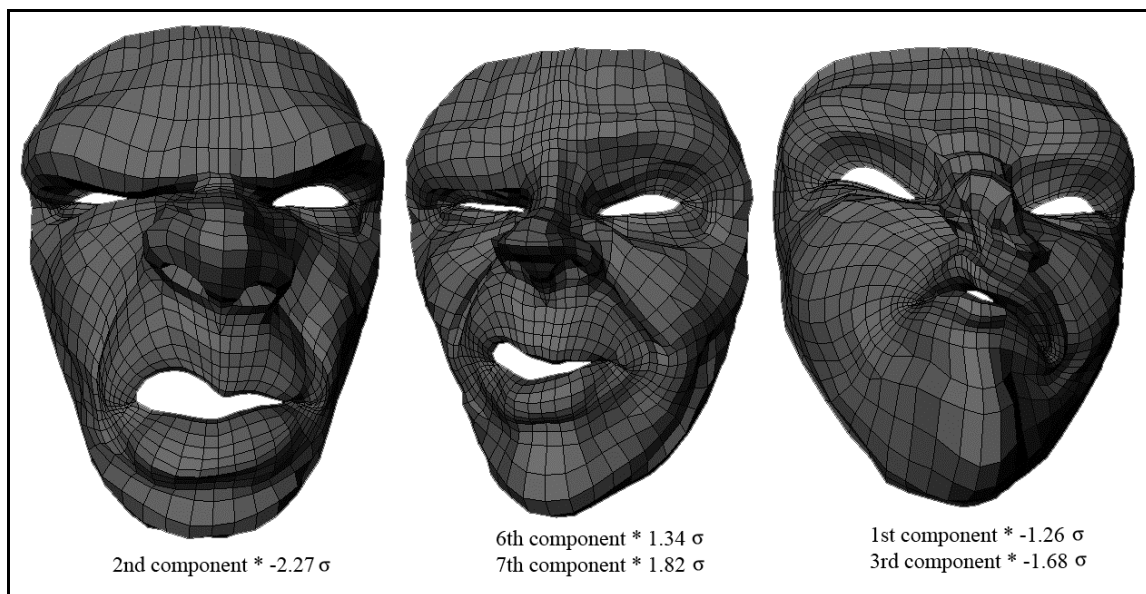 2nd component * -2.27 σ
6th component * 1.34 σ
7th component * 1.82 σ
1st component * -1.26 σ
3rd component * -1.68 σ